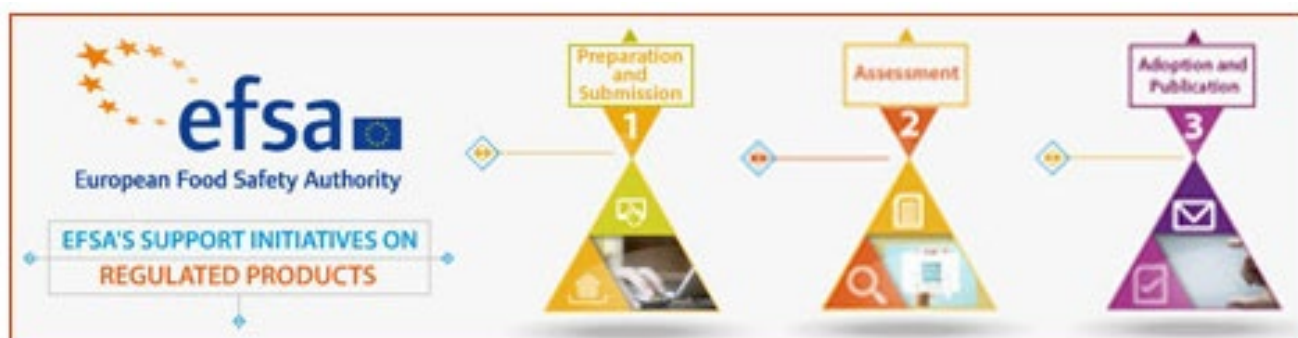 efsa
European Food Safety Authority
EFSA'S SUPPORT INITIATIVES ON
REGULATED PRODUCTS
Preparation
and
Submission
1
Assessment
2
Adoption and
Publication
3